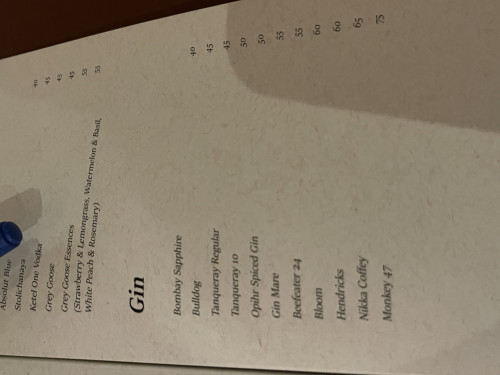 Absolut Blue 40
Stolichanaya 45
Ketel One Vodka 45
Grey Goose 45
Grey Goose Essences 55
(Strawberry & Lemongrass, Watermelon & Basil, 55
White Peach & Rosemary)
Gin
Bombay Sapphire 40
Bulldog 45
Tanqueray Regular 45
Tanqueray 10 50
Opihr Spiced Gin 50
Gin Mare 55
Beefeater 24 55
Bloom 60
Hendricks 60
Nikka Coffey 65
Monkey 47 75